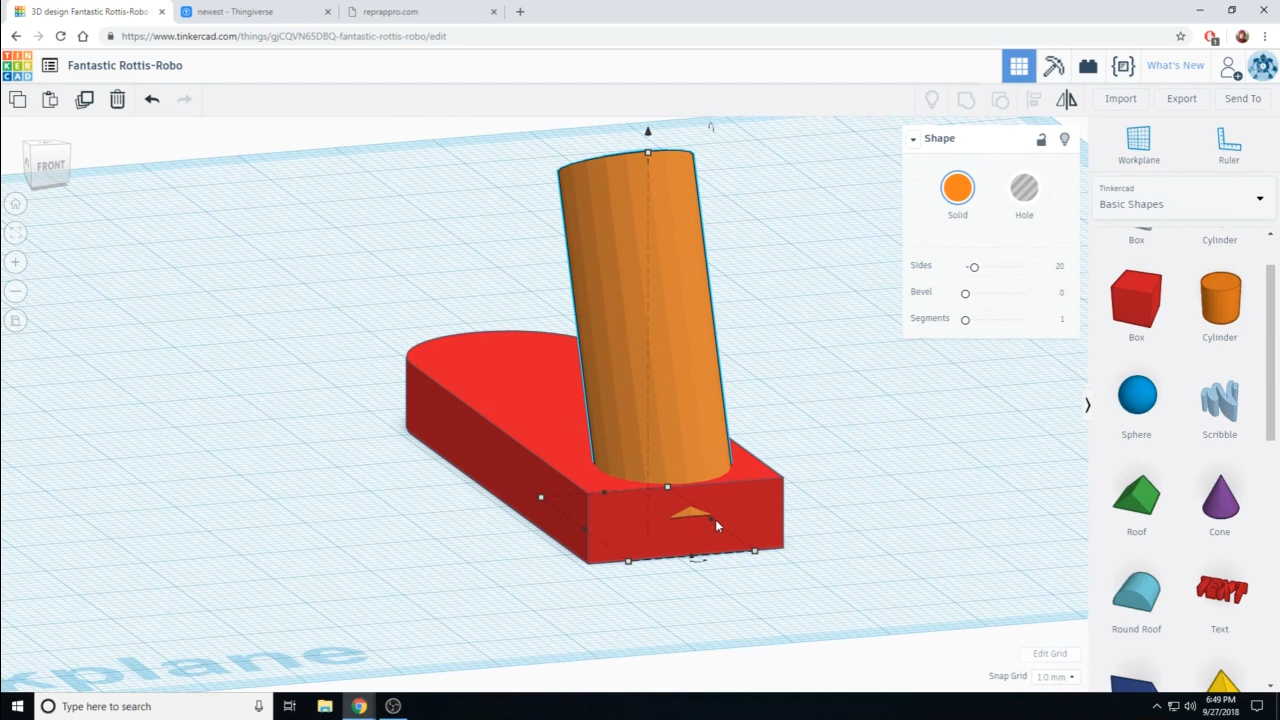 3D design Fantastic Rottis-Robo
newest - Thingiverse
reprappro.com
https://www.tinkercad.com/things/gjCQVN65DBQ-fantastic-rottis-robo/edit
TIN
KER
CAD
Fantastic Rottis-Robo
What's New
Import
Export
Send To
FRONT
Shape
Solid
Hole
Sides
20
Bevel
0
Segments
1
Workplane
Ruler
Tinkercad
Basic Shapes
Box
Cylinder
Box
Cylinder
Sphere
Scribble
Roof
Cone
TEXT
Round Roof
Text
kplane
Edit Grid
Snap Grid
1.0 mm
Type here to search
6:49 PM
9/27/2018